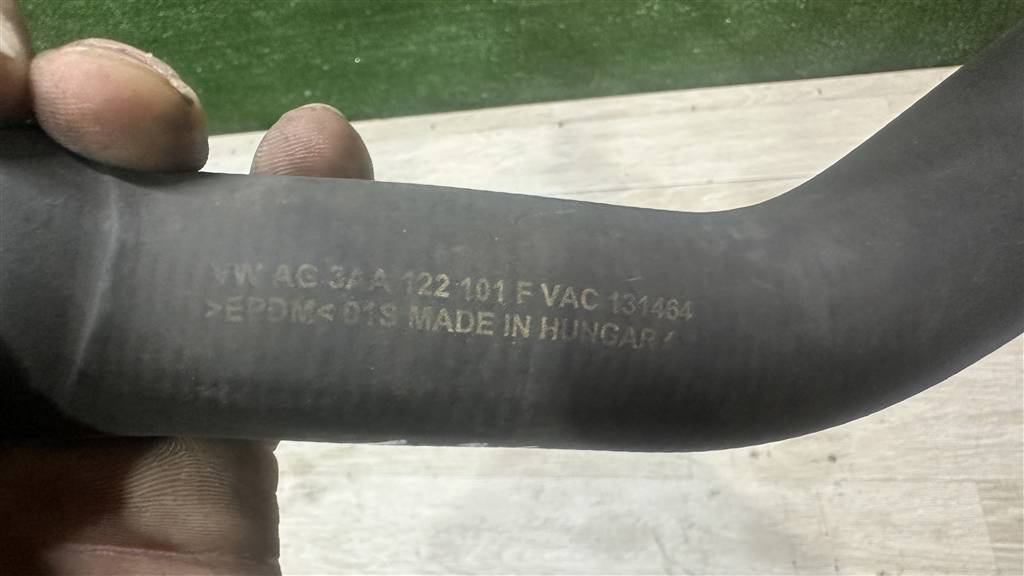 VW AG 3AA 122 101 F VAC 131464
>EPDM< 01S MADE IN HUNGARY